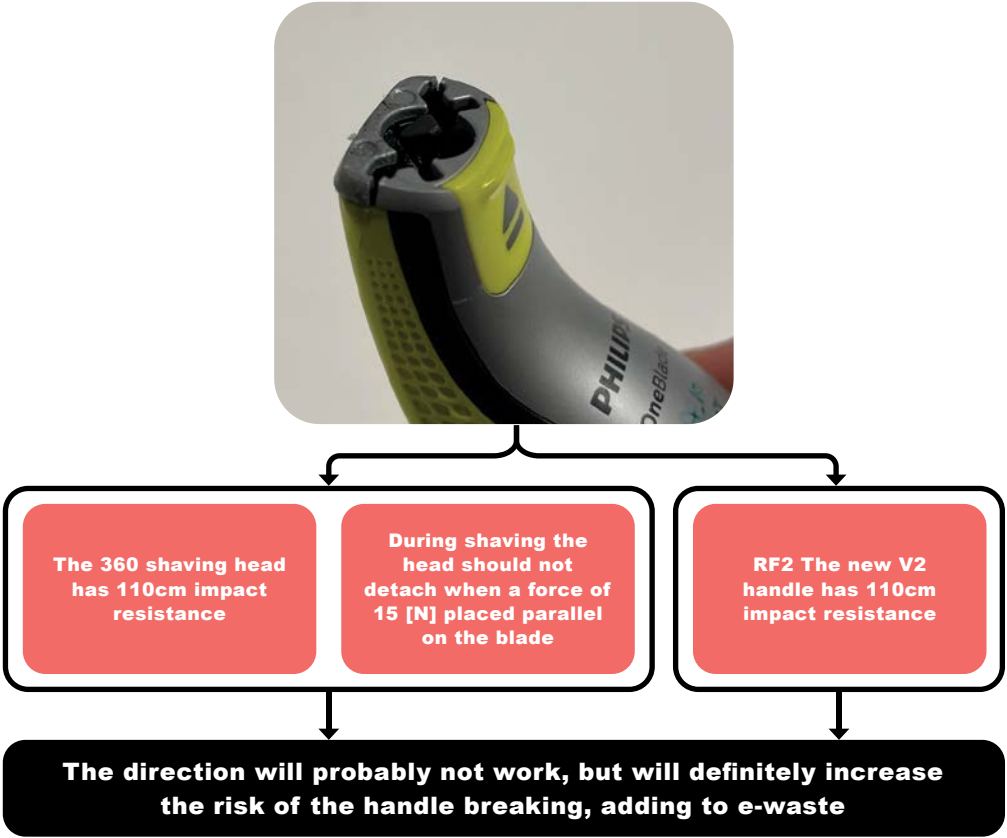 PHILIPS
OneBlade
The 360 shaving head
has 110cm impact
resistance
During shaving the
head should not
detach when a force of
15 [N] placed parallel
on the blade
RF2 The new V2
handle has 110cm
impact resistance
The direction will probably not work, but will definitely increase
the risk of the handle breaking, adding to e-waste